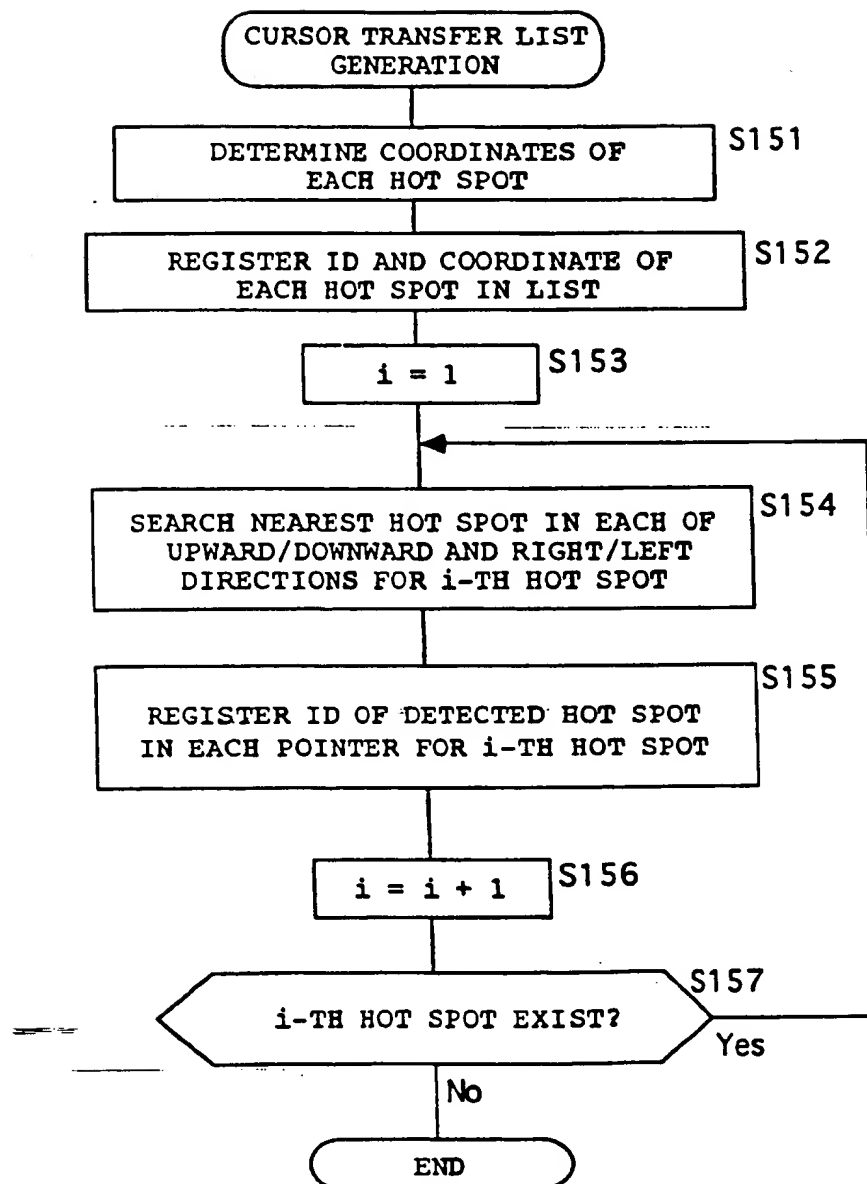 CURSOR TRANSFER LIST
GENERATION
S151
DETERMINE COORDINATES OF
EACH HOT SPOT
S152
REGISTER ID AND COORDINATE OF
EACH HOT SPOT IN LIST
S153
i = 1
S154
SEARCH NEAREST HOT SPOT IN EACH OF
UPWARD/DOWNWARD AND RIGHT/LEFT
DIRECTIONS FOR i-TH HOT SPOT
S155
REGISTER ID OF DETECTED HOT SPOT
IN EACH POINTER FOR i-TH HOT SPOT
S156
i = i + 1
S157
i-TH HOT SPOT EXIST?
Yes
No
END